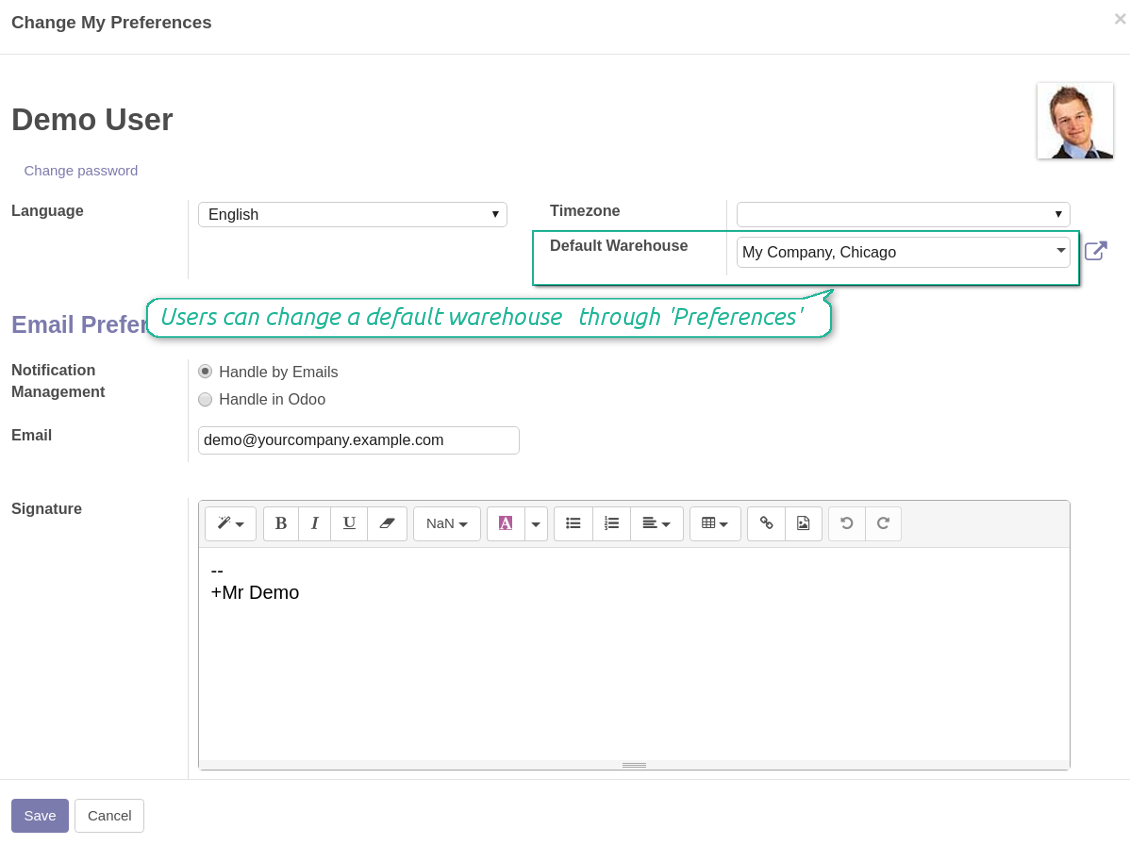 Change My Preferences ×
Demo User
Change password
Language English
Timezone
Default Warehouse My Company, Chicago
Users can change a default warehouse through 'Preferences'
Email Prefer
Notification Management
Handle by Emails
Handle in Odoo
Email demo@yourcompany.example.com
Signature
B I U NaN A
--
+Mr Demo
Save Cancel